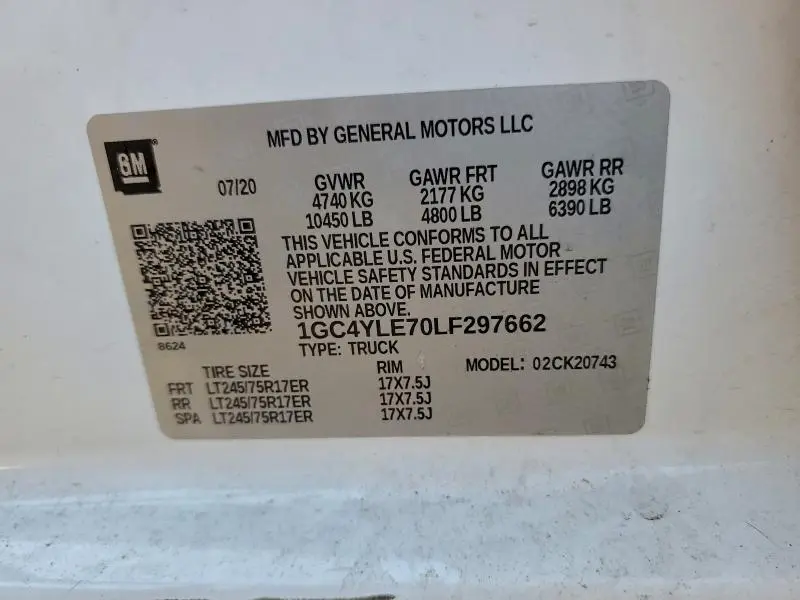 MFD BY GENERAL MOTORS LLC
GM
07/20 GVWR GAWR FRT GAWR RR
4740 KG 2177 KG 2898 KG
10450 LB 4800 LB 6390 LB
THIS VEHICLE CONFORMS TO ALL
APPLICABLE U.S. FEDERAL MOTOR
VEHICLE SAFETY STANDARDS IN EFFECT
ON THE DATE OF MANUFACTURE
SHOWN ABOVE.
1GC4YLE70LF297662
8624
TYPE: TRUCK MODEL: 02CK20743
TIRE SIZE RIM
FRT LT245/75R17ER 17X7.5J
RR LT245/75R17ER 17X7.5J
SPA LT245/75R17ER 17X7.5J